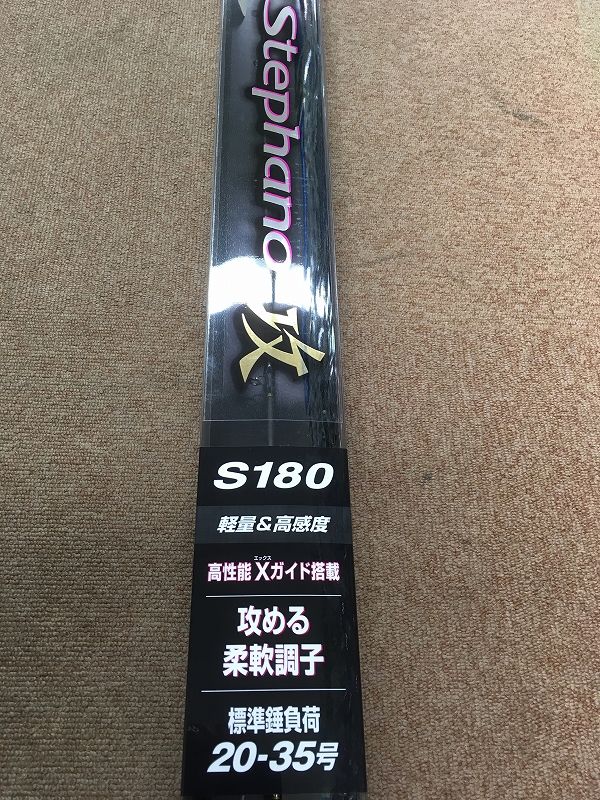 Stephano 攻
S180
軽量&高感度
エックス
高性能Xガイド搭載
攻める
柔軟調子
標準錘負荷
20-35号